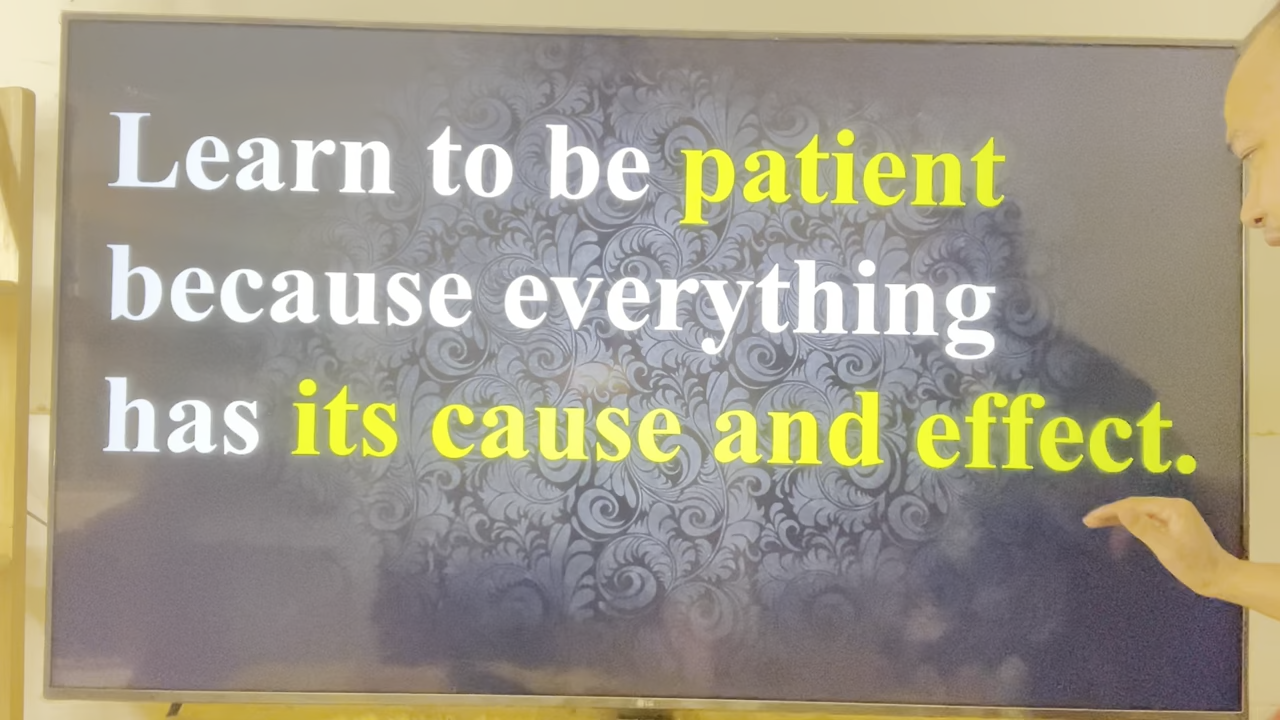 Learn to be patient
because everything
has its cause and effect.